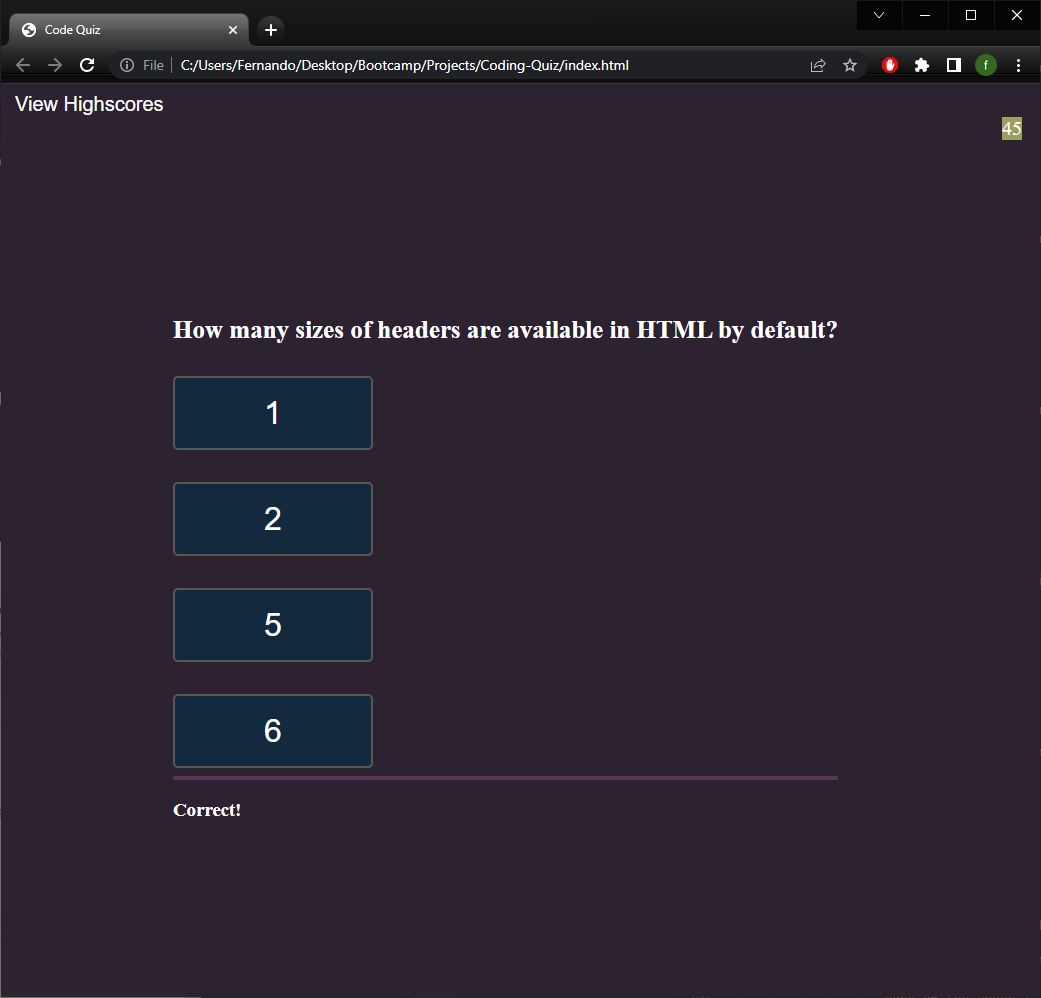 Code Quiz
File
C:/Users/Fernando/Desktop/Bootcamp/Projects/Coding-Quiz/index.html
f
View Highscores
45
How many sizes of headers are available in HTML by default?
1
2
5
6
Correct!